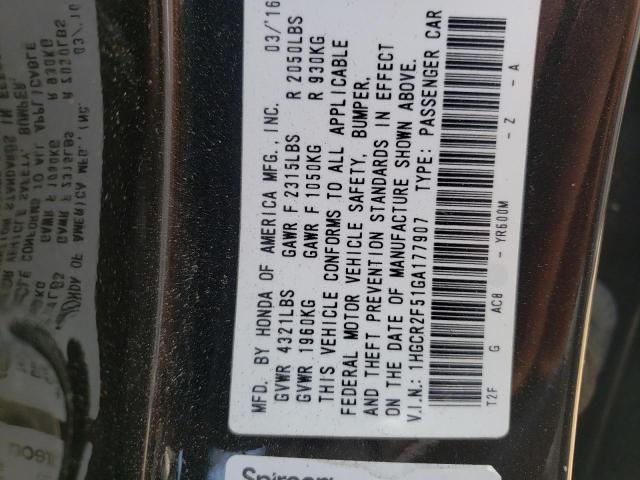 MFD. BY HONDA OF AMERICA MFG., INC. 03/'16
GVWR 4321LBS GAWR F 2315LBS R 2050LBS
GVWR 1960KG GAWR F 1050KG R 930KG
THIS VEHICLE CONFORMS TO ALL APPLICABLE
FEDERAL MOTOR VEHICLE SAFETY, BUMPER,
AND THEFT PREVENTION STANDARDS IN EFFECT
ON THE DATE OF MANUFACTURE SHOWN ABOVE.
V.I.N.: 1HGCR2F51GA177907 TYPE: PASSENGER CAR
T2F G AC8 - YR600M - Z - A